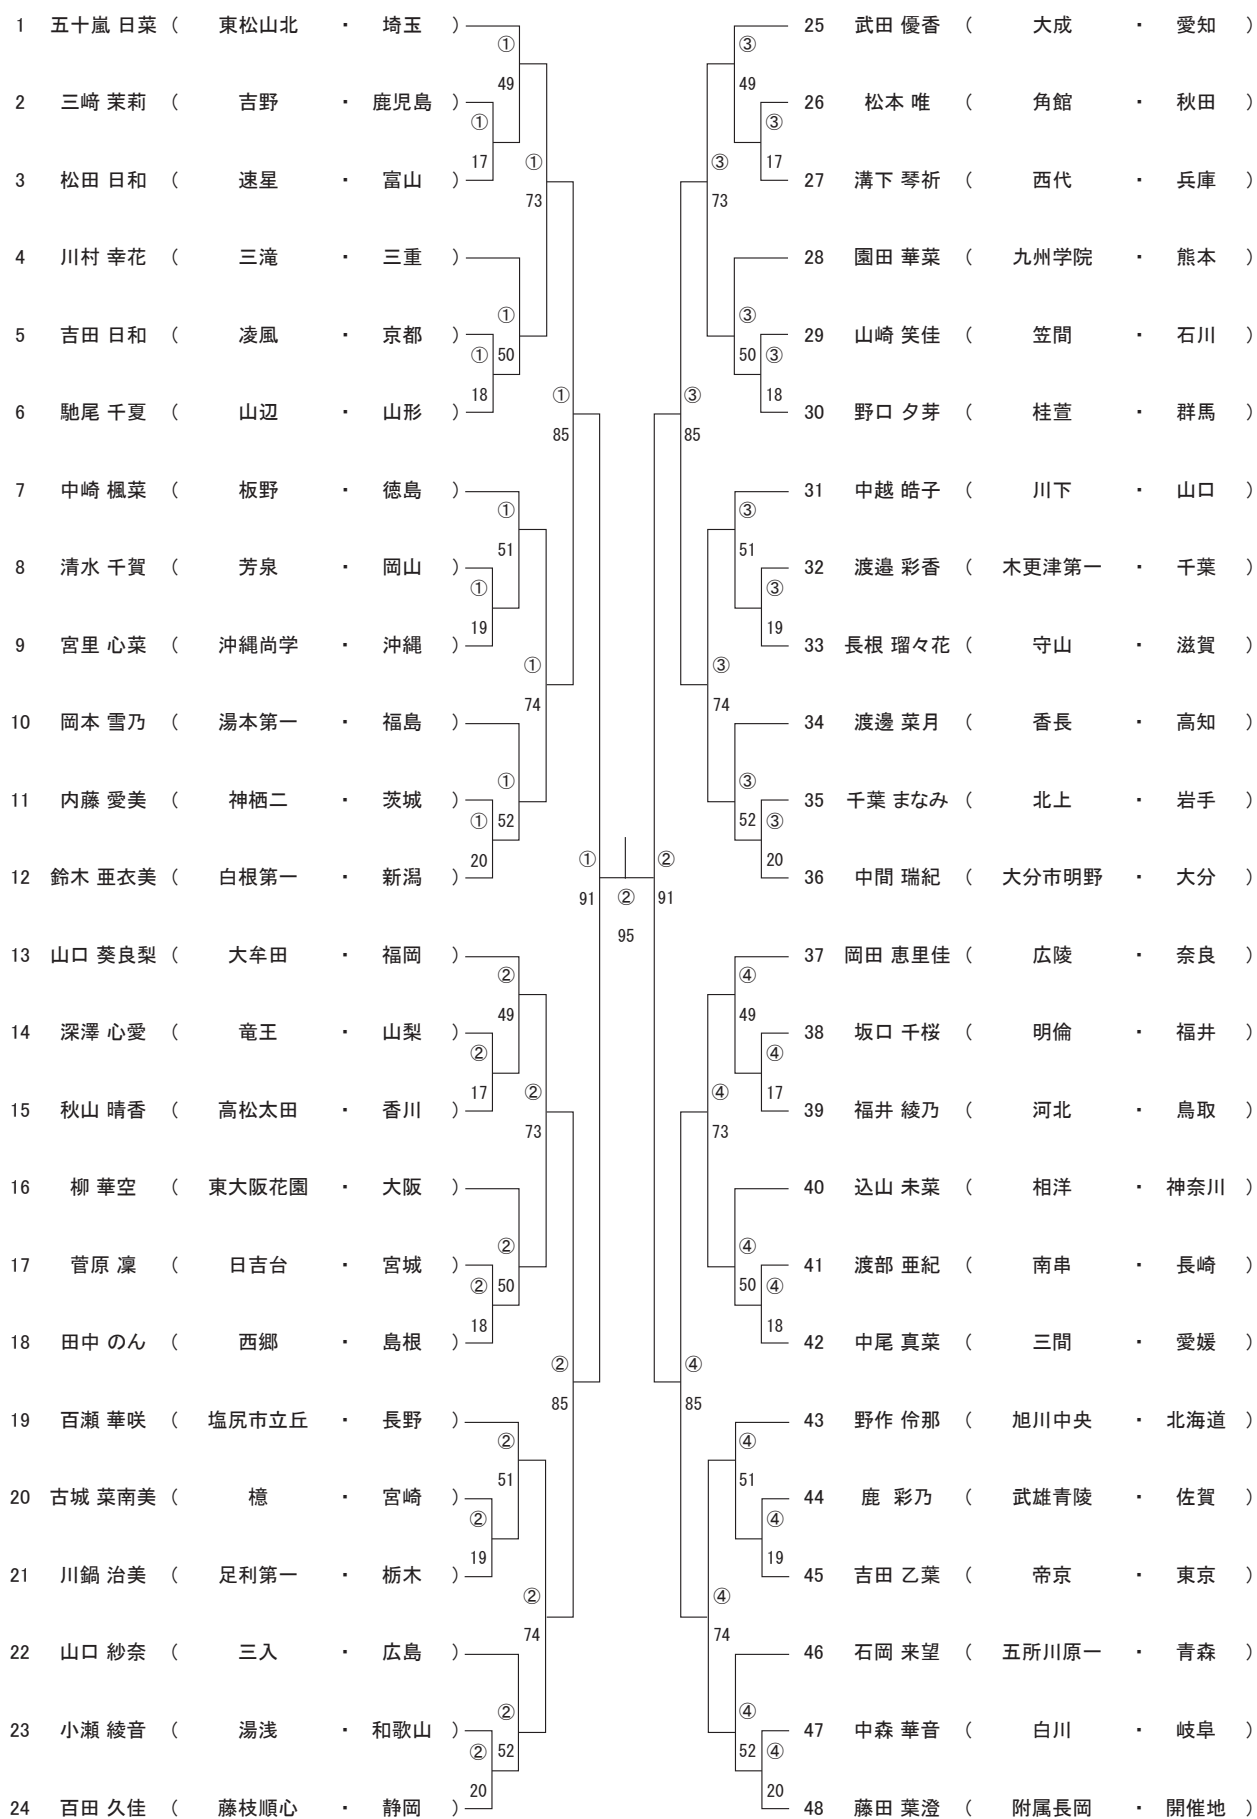 1 五十嵐 日菜 ( 東松山北 ・ 埼玉 )
2 三﨑 茉莉 ( 吉野 ・ 鹿児島 )
3 松田 日和 ( 速星 ・ 富山 )
4 川村 幸花 ( 三滝 ・ 三重 )
5 吉田 日和 ( 凌風 ・ 京都 )
6 馳尾 千夏 ( 山辺 ・ 山形 )
7 中崎 楓菜 ( 板野 ・ 徳島 )
8 清水 千賀 ( 芳泉 ・ 岡山 )
9 宮里 心菜 ( 沖縄尚学 ・ 沖縄 )
10 岡本 雪乃 ( 湯本第一 ・ 福島 )
11 内藤 愛美 ( 神栖二 ・ 茨城 )
12 鈴木 亜衣美 ( 白根第一 ・ 新潟 )
13 山口 葵良梨 ( 大牟田 ・ 福岡 )
14 深澤 心愛 ( 竜王 ・ 山梨 )
15 秋山 晴香 ( 高松太田 ・ 香川 )
16 柳 華空 ( 東大阪花園 ・ 大阪 )
17 菅原 凜 ( 日吉台 ・ 宮城 )
18 田中 のん ( 西郷 ・ 島根 )
19 百瀬 華咲 ( 塩尻市立丘 ・ 長野 )
20 古城 菜南美 ( 檍 ・ 宮崎 )
21 川鍋 治美 ( 足利第一 ・ 栃木 )
22 山口 紗奈 ( 三入 ・ 広島 )
23 小瀬 綾音 ( 湯浅 ・ 和歌山 )
24 百田 久佳 ( 藤枝順心 ・ 静岡 )
① 49
① 17
① 73
① 50
① 18
① 85
① 51
① 19
① 74
① 52
① 20
① 91
② 49
② 17
② 73
② 50
② 18
② 85
② 51
② 19
② 74
② 52
② 20
② 95
② 91
③ 49
③ 17
③ 73
③ 50
③ 18
③ 85
③ 51
③ 19
③ 74
③ 52
③ 20
④ 49
④ 17
④ 73
④ 50
④ 18
④ 85
④ 51
④ 19
④ 74
④ 52
④ 20
25 武田 優香 ( 大成 ・ 愛知 )
26 松本 唯 ( 角館 ・ 秋田 )
27 溝下 琴祈 ( 西代 ・ 兵庫 )
28 園田 華菜 ( 九州学院 ・ 熊本 )
29 山崎 笑佳 ( 笠間 ・ 石川 )
30 野口 夕芽 ( 桂萱 ・ 群馬 )
31 中越 皓子 ( 川下 ・ 山口 )
32 渡邉 彩香 ( 木更津第一 ・ 千葉 )
33 長根 瑠々花 ( 守山 ・ 滋賀 )
34 渡邊 菜月 ( 香長 ・ 高知 )
35 千葉 まなみ ( 北上 ・ 岩手 )
36 中間 瑞紀 ( 大分市明野 ・ 大分 )
37 岡田 恵里佳 ( 広陵 ・ 奈良 )
38 坂口 千桜 ( 明倫 ・ 福井 )
39 福井 綾乃 ( 河北 ・ 鳥取 )
40 込山 未菜 ( 相洋 ・ 神奈川 )
41 渡部 亜紀 ( 南串 ・ 長崎 )
42 中尾 真菜 ( 三間 ・ 愛媛 )
43 野作 伶那 ( 旭川中央 ・ 北海道 )
44 鹿 彩乃 ( 武雄青陵 ・ 佐賀 )
45 吉田 乙葉 ( 帝京 ・ 東京 )
46 石岡 来望 ( 五所川原一 ・ 青森 )
47 中森 華音 ( 白川 ・ 岐阜 )
48 藤田 葉澄 ( 附属長岡 ・ 開催地 )